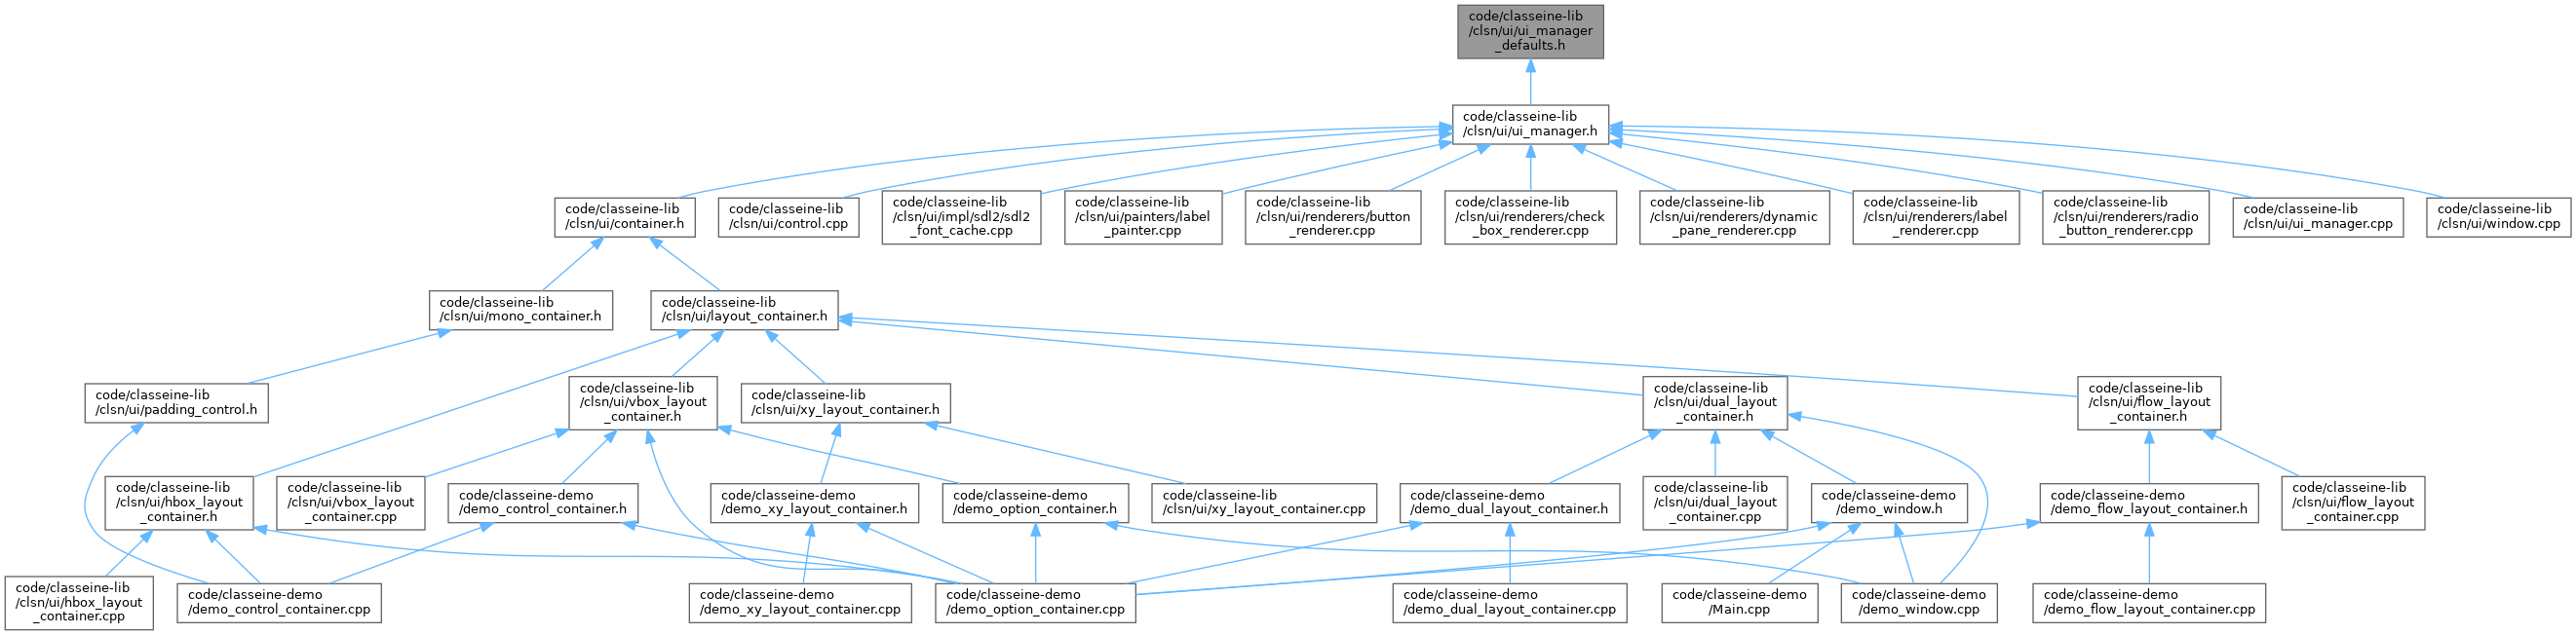 code/classeine-lib
/clsn/ui/ui_manager
_defaults.h
code/classeine-lib
/clsn/ui/ui_manager.h
code/classeine-lib
/clsn/ui/container.h
code/classeine-lib
/clsn/ui/control.cpp
code/classeine-lib
/clsn/ui/impl/sdl2/sdl2
_font_cache.cpp
code/classeine-lib
/clsn/ui/painters/label
_painter.cpp
code/classeine-lib
/clsn/ui/renderers/button
_renderer.cpp
code/classeine-lib
/clsn/ui/renderers/check
_box_renderer.cpp
code/classeine-lib
/clsn/ui/renderers/dynamic
_pane_renderer.cpp
code/classeine-lib
/clsn/ui/renderers/label
_renderer.cpp
code/classeine-lib
/clsn/ui/renderers/radio
_button_renderer.cpp
code/classeine-lib
/clsn/ui/ui_manager.cpp
code/classeine-lib
/clsn/ui/window.cpp
code/classeine-lib
/clsn/ui/mono_container.h
code/classeine-lib
/clsn/ui/layout_container.h
code/classeine-lib
/clsn/ui/padding_control.h
code/classeine-lib
/clsn/ui/vbox_layout
_container.h
code/classeine-lib
/clsn/ui/xy_layout_container.h
code/classeine-lib
/clsn/ui/dual_layout
_container.h
code/classeine-lib
/clsn/ui/flow_layout
_container.h
code/classeine-lib
/clsn/ui/hbox_layout
_container.h
code/classeine-lib
/clsn/ui/vbox_layout
_container.cpp
code/classeine-demo
/demo_control_container.h
code/classeine-demo
/demo_xy_layout_container.h
code/classeine-demo
/demo_option_container.h
code/classeine-lib
/clsn/ui/xy_layout_container.cpp
code/classeine-demo
/demo_dual_layout_container.h
code/classeine-lib
/clsn/ui/dual_layout
_container.cpp
code/classeine-demo
/demo_window.h
code/classeine-demo
/demo_flow_layout_container.h
code/classeine-lib
/clsn/ui/flow_layout
_container.cpp
code/classeine-lib
/clsn/ui/hbox_layout
_container.cpp
code/classeine-demo
/demo_control_container.cpp
code/classeine-demo
/demo_xy_layout_container.cpp
code/classeine-demo
/demo_option_container.cpp
code/classeine-demo
/demo_dual_layout_container.cpp
code/classeine-demo
/Main.cpp
code/classeine-demo
/demo_window.cpp
code/classeine-demo
/demo_flow_layout_container.cpp